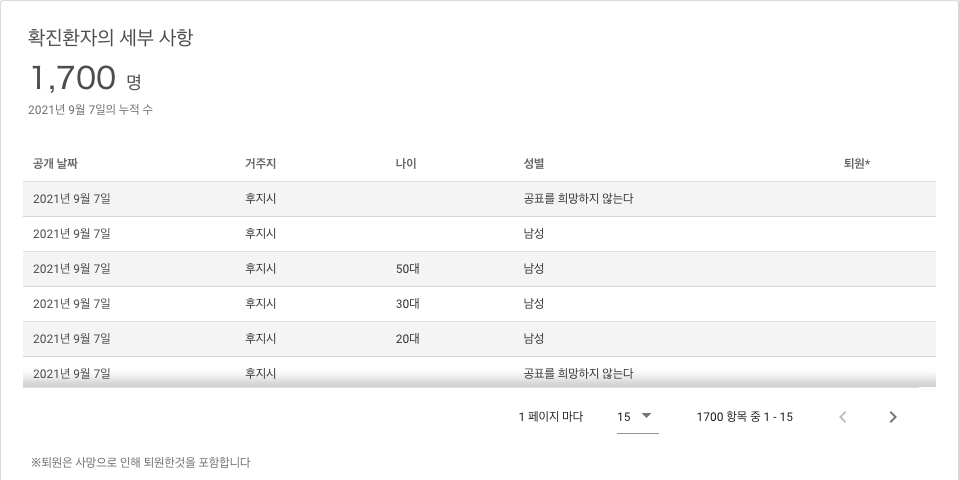 확진환자의 세부 사항
1,700 명
2021년 9월 7일의 누적 수
공개 날짜 거주지 나이 성별 퇴원*
2021년 9월 7일 후지시 공표를 희망하지 않는다
2021년 9월 7일 후지시 남성
2021년 9월 7일 후지시 50대 남성
2021년 9월 7일 후지시 30대 남성
2021년 9월 7일 후지시 20대 남성
2021년 9월 7일 후지시 공표를 희망하지 않는다
1 페이지 마다 15 1700 항목 중 1 - 15
※퇴원은 사망으로 인해 퇴원한것을 포함합니다